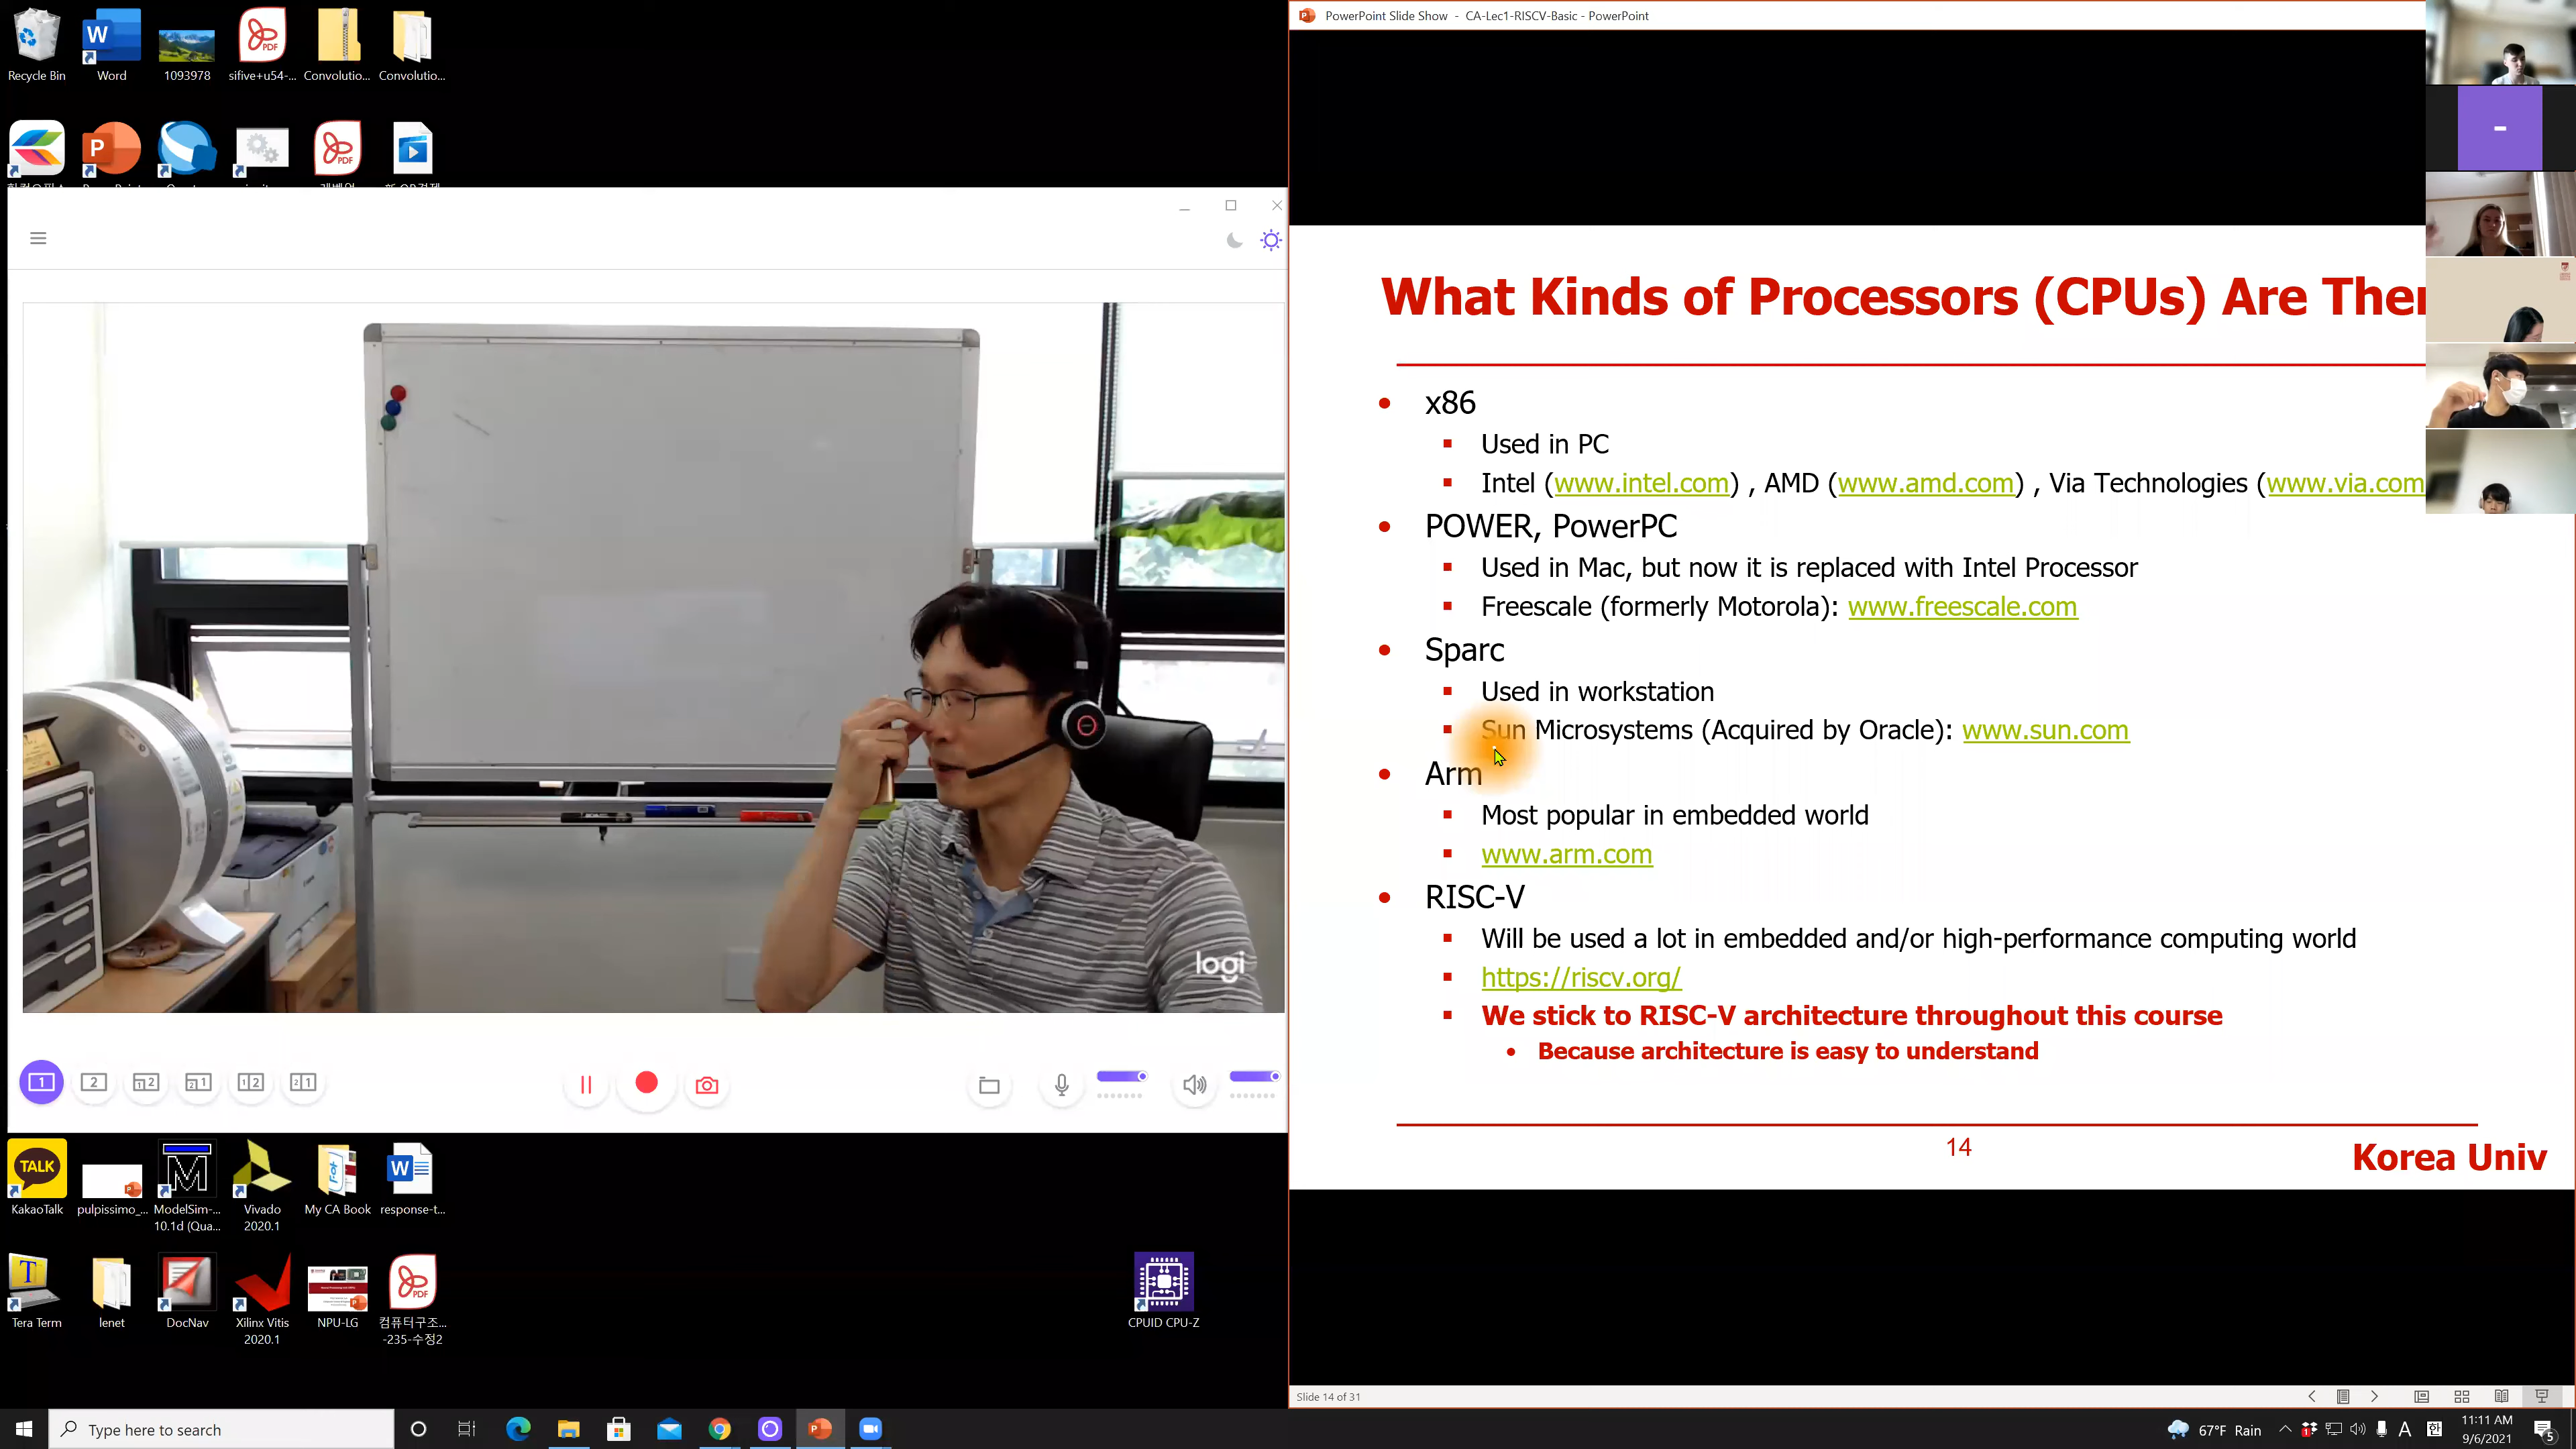 Recycle Bin
Word
1093978
sifive+u54-...
Convolutio...
Convolutio...
logi
1
2
KakaoTalk
pulpissimo_...
ModelSim-...
10.1d (Qua...
Vivado
2020.1
My CA Book
response-t...
Tera Term
lenet
DocNav
Xilinx Vitis
2020.1
NPU-LG
컴퓨터구조...
-235-수정2
CPUID CPU-Z
TALK
PowerPoint Slide Show - CA-Lec1-RISCV-Basic - PowerPoint
What Kinds of Processors (CPUs) Are Ther
• x86
▪ Used in PC
▪ Intel (www.intel.com) , AMD (www.amd.com) , Via Technologies (www.via.com
• POWER, PowerPC
▪ Used in Mac, but now it is replaced with Intel Processor
▪ Freescale (formerly Motorola): www.freescale.com
• Sparc
▪ Used in workstation
▪ Sun Microsystems (Acquired by Oracle): www.sun.com
• Arm
▪ Most popular in embedded world
▪ www.arm.com
• RISC-V
▪ Will be used a lot in embedded and/or high-performance computing world
▪ https://riscv.org/
▪ We stick to RISC-V architecture throughout this course
• Because architecture is easy to understand
14
Korea Univ
Slide 14 of 31
Type here to search
67°F Rain
A
11:11 AM
9/6/2021
5